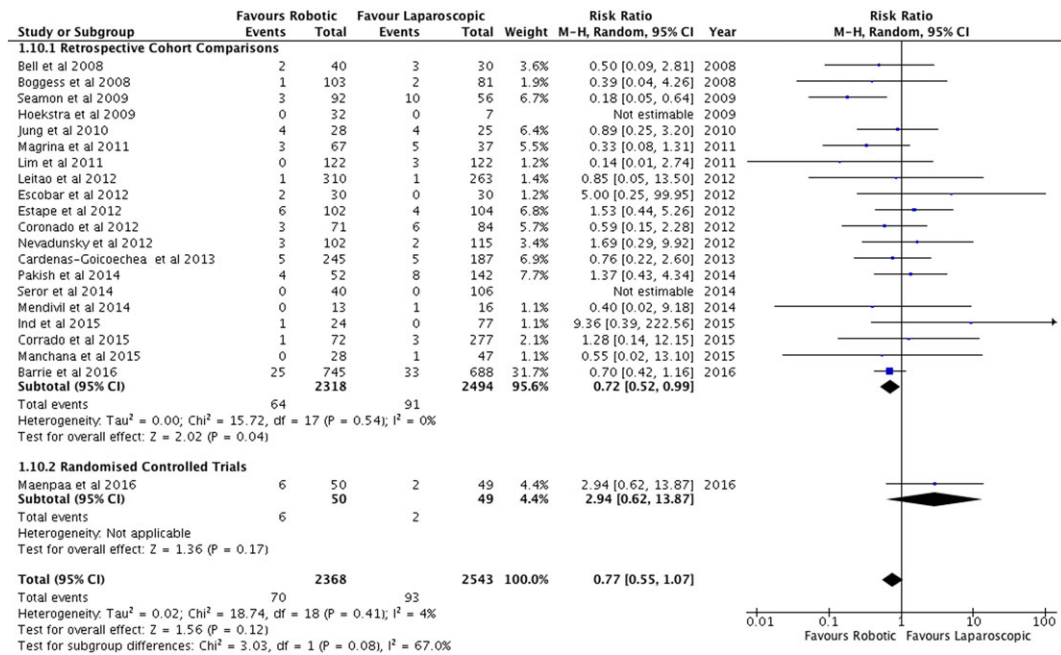 Favours Robotic Favour Laparoscopic Risk Ratio Risk Ratio
Study or Subgroup Events Total Events Total Weight M-H, Random, 95% CI Year M-H, Random, 95% CI
1.10.1 Retrospective Cohort Comparisons
Bell et al 2008 2 40 3 30 3.6% 0.50 [0.09, 2.81] 2008
Boggess et al 2008 1 103 2 81 1.9% 0.39 [0.04, 4.26] 2008
Seamon et al 2009 3 92 10 56 6.7% 0.18 [0.05, 0.64] 2009
Hoekstra et al 2009 0 32 0 7 Not estimable 2009
Jung et al 2010 4 28 4 25 6.4% 0.89 [0.25, 3.20] 2010
Magrina et al 2011 3 67 5 37 5.5% 0.33 [0.08, 1.31] 2011
Lim et al 2011 0 122 3 122 1.2% 0.14 [0.01, 2.74] 2011
Leitao et al 2012 1 310 1 263 1.4% 0.85 [0.05, 13.50] 2012
Escobar et al 2012 2 30 0 30 1.2% 5.00 [0.25, 99.95] 2012
Estape et al 2012 6 102 4 104 6.8% 1.53 [0.44, 5.26] 2012
Coronado et al 2012 3 71 6 84 5.7% 0.59 [0.15, 2.28] 2012
Nevadunsky et al 2012 3 102 2 115 3.4% 1.69 [0.29, 9.92] 2012
Cardenas-Goicoechea et al 2013 5 245 5 187 6.9% 0.76 [0.22, 2.60] 2013
Pakish et al 2014 4 52 8 142 7.7% 1.37 [0.43, 4.34] 2014
Seror et al 2014 0 40 0 106 Not estimable 2014
Mendivil et al 2014 0 13 1 16 1.1% 0.40 [0.02, 9.18] 2014
Ind et al 2015 1 24 0 77 1.1% 9.36 [0.39, 222.56] 2015
Corrado et al 2015 1 72 3 277 2.1% 1.28 [0.14, 12.15] 2015
Manchana et al 2015 0 28 1 47 1.1% 0.55 [0.02, 13.10] 2015
Barrie et al 2016 25 745 33 688 31.7% 0.70 [0.42, 1.16] 2016
Subtotal (95% CI) 2318 2494 95.6% 0.72 [0.52, 0.99]
Total events 64 91
Heterogeneity: Tau² = 0.00; Chi² = 15.72, df = 17 (P = 0.54); I² = 0%
Test for overall effect: Z = 2.02 (P = 0.04)
1.10.2 Randomised Controlled Trials
Maenpaa et al 2016 6 50 2 49 4.4% 2.94 [0.62, 13.87] 2016
Subtotal (95% CI) 50 49 4.4% 2.94 [0.62, 13.87]
Total events 6 2
Heterogeneity: Not applicable
Test for overall effect: Z = 1.36 (P = 0.17)
Total (95% CI) 2368 2543 100.0% 0.77 [0.55, 1.07]
Total events 70 93
Heterogeneity: Tau² = 0.02; Chi² = 18.74, df = 18 (P = 0.41); I² = 4%
Test for overall effect: Z = 1.56 (P = 0.12)
Test for subgroup differences: Chi² = 3.03, df = 1 (P = 0.08), I² = 67.0%
0.01 0.1 1 10 100
Favours Robotic Favours Laparoscopic